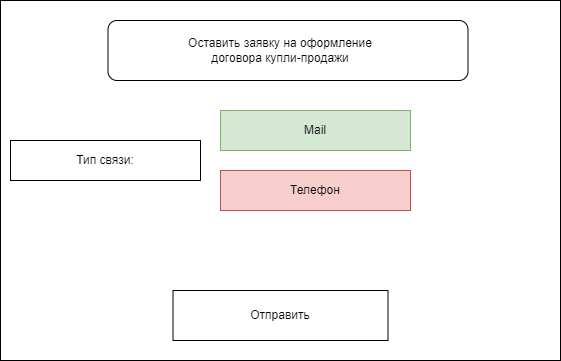 Оставить заявку на оформление
договора купли-продажи
Mail
Тип связи:
Телефон
Отправить